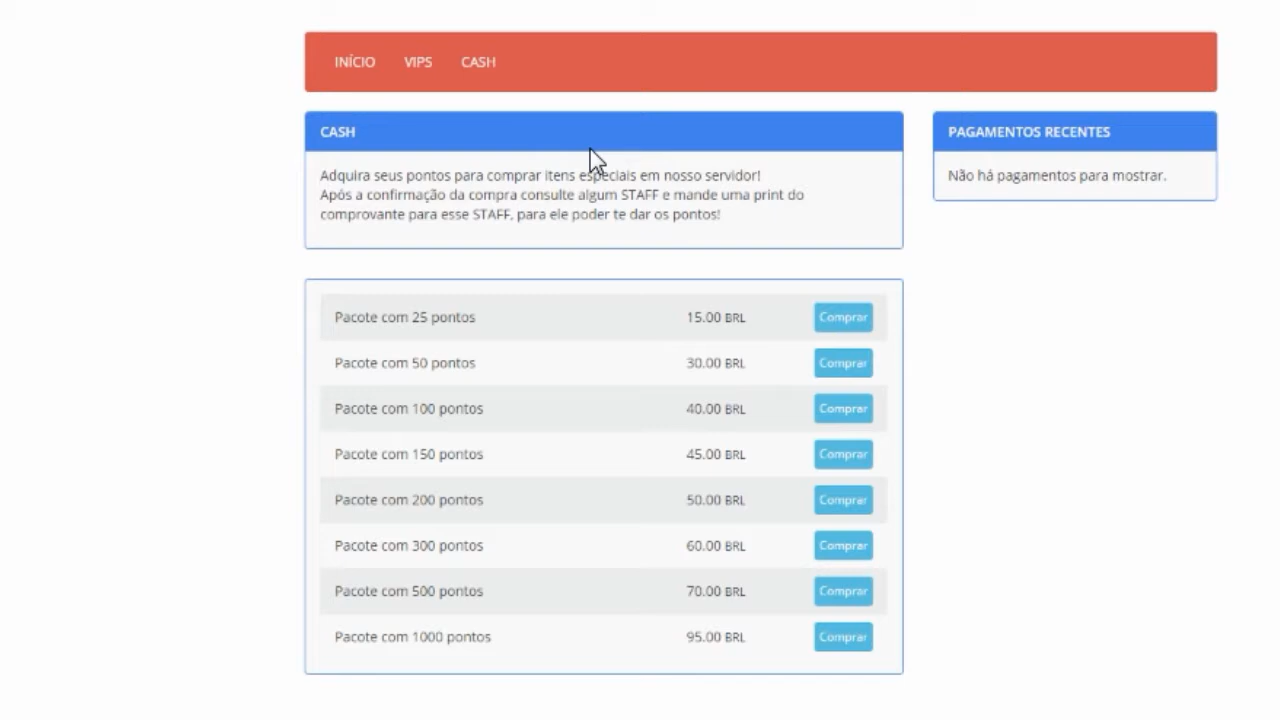 INÍCIO VIPS CASH
CASH
Adquira seus pontos para comprar itens especiais em nosso servidor!
Após a confirmação da compra consulte algum STAFF e mande uma print do
comprovante para esse STAFF, para ele poder te dar os pontos!
PAGAMENTOS RECENTES
Não há pagamentos para mostrar.
Pacote com 25 pontos 15.00 BRL Comprar
Pacote com 50 pontos 30.00 BRL Comprar
Pacote com 100 pontos 40.00 BRL Comprar
Pacote com 150 pontos 45.00 BRL Comprar
Pacote com 200 pontos 50.00 BRL Comprar
Pacote com 300 pontos 60.00 BRL Comprar
Pacote com 500 pontos 70.00 BRL Comprar
Pacote com 1000 pontos 95.00 BRL Comprar